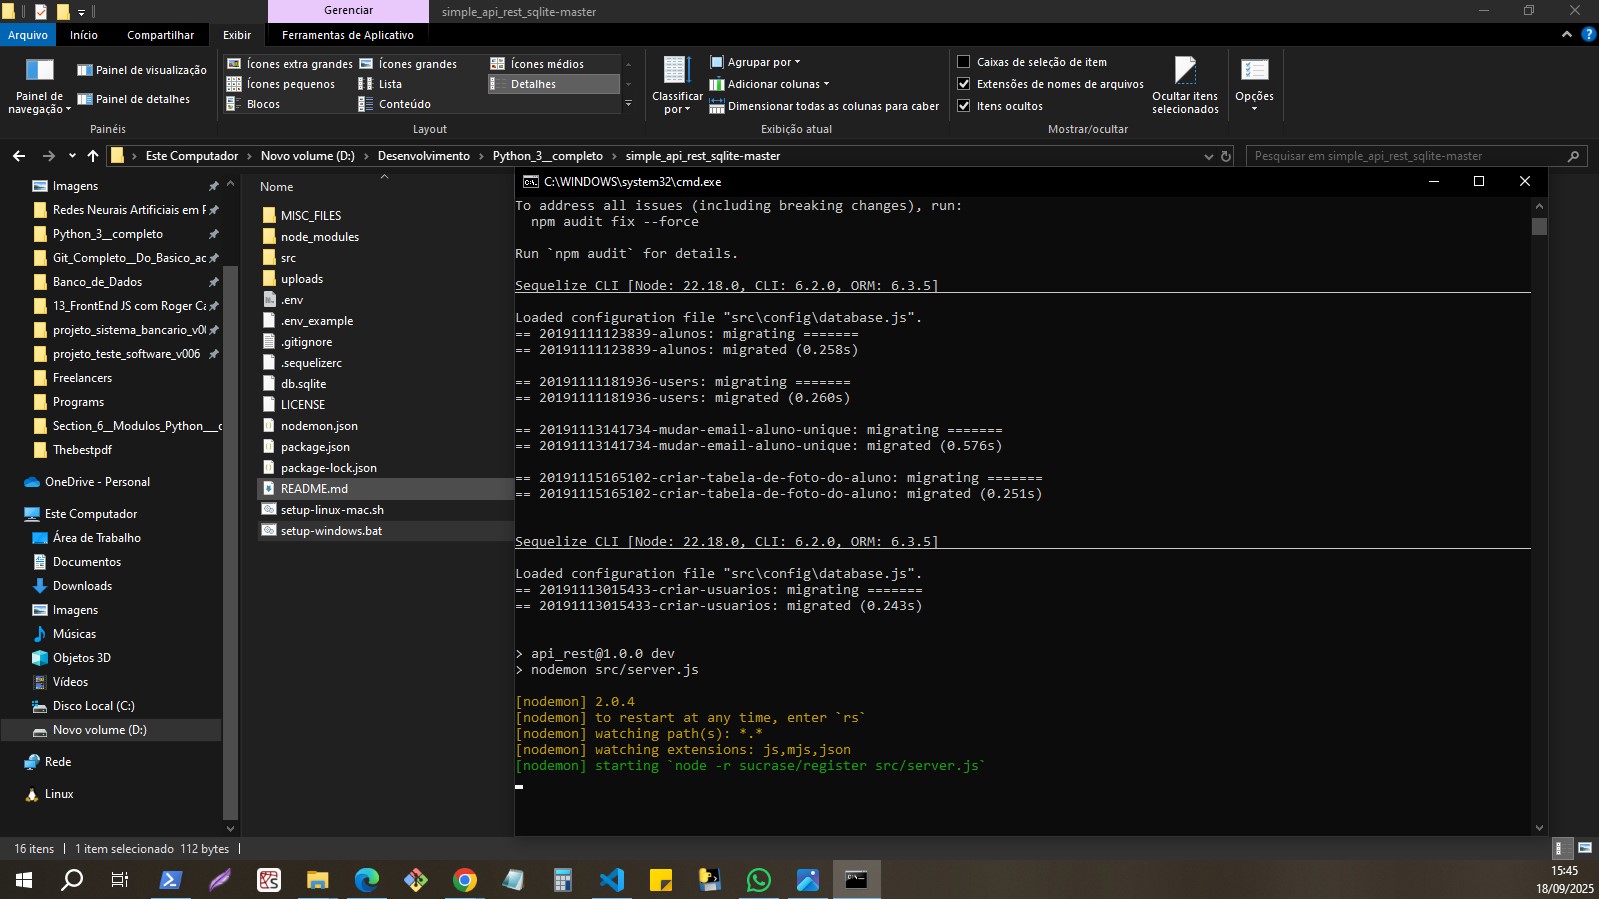 Gerenciar
simple_api_rest_sqlite-master
Arquivo
Início
Compartilhar
Exibir
Ferramentas de Aplicativo
Painel de navegação
Painel de visualização
Painel de detalhes
Painéis
Ícones extra grandes
Ícones grandes
Ícones médios
Ícones pequenos
Lista
Detalhes
Blocos
Conteúdo
Layout
Classificar por
Agrupar por
Adicionar colunas
Dimensionar todas as colunas para caber
Exibição atual
Caixas de seleção de item
Extensões de nomes de arquivos
Itens ocultos
Ocultar itens selecionados
Mostrar/ocultar
Opções
Este Computador > Novo volume (D:) > Desenvolvimento > Python_3__completo > simple_api_rest_sqlite-master
Pesquisar em simple_api_rest_sqlite-master
Imagens
Redes Neurais Artificiais em F
Python_3__completo
Git_Completo__Do_Basico_ac
Banco_de_Dados
13_FrontEnd JS com Roger Ca
projeto_sistema_bancario_v0(
projeto_teste_software_v006
Freelancers
Programs
Section_6__Modulos_Python___c
Thebestpdf
OneDrive - Personal
Este Computador
Área de Trabalho
Documentos
Downloads
Imagens
Músicas
Objetos 3D
Vídeos
Disco Local (C:)
Novo volume (D:)
Rede
Linux
Nome
MISC_FILES
node_modules
src
uploads
.env
.env_example
.gitignore
.sequelizerc
db.sqlite
LICENSE
nodemon.json
package.json
package-lock.json
README.md
setup-linux-mac.sh
setup-windows.bat
C:\WINDOWS\system32\cmd.exe
To address all issues (including breaking changes), run:
npm audit fix --force
Run `npm audit` for details.
Sequelize CLI [Node: 22.18.0, CLI: 6.2.0, ORM: 6.3.5]
Loaded configuration file "src\config\database.js".
== 20191111123839-alunos: migrating =======
== 20191111123839-alunos: migrated (0.258s)
== 20191111181936-users: migrating =======
== 20191111181936-users: migrated (0.260s)
== 20191113141734-mudar-email-aluno-unique: migrating =======
== 20191113141734-mudar-email-aluno-unique: migrated (0.576s)
== 20191115165102-criar-tabela-de-foto-do-aluno: migrating =======
== 20191115165102-criar-tabela-de-foto-do-aluno: migrated (0.251s)
Sequelize CLI [Node: 22.18.0, CLI: 6.2.0, ORM: 6.3.5]
Loaded configuration file "src\config\database.js".
== 20191113015433-criar-usuarios: migrating =======
== 20191113015433-criar-usuarios: migrated (0.243s)
> api_rest@1.0.0 dev
> nodemon src/server.js
[nodemon] 2.0.4
[nodemon] to restart at any time, enter `rs`
[nodemon] watching path(s): *.*
[nodemon] watching extensions: js,mjs,json
[nodemon] starting `node -r sucrase/register src/server.js`
16 itens
1 item selecionado 112 bytes
15:45
18/09/2025